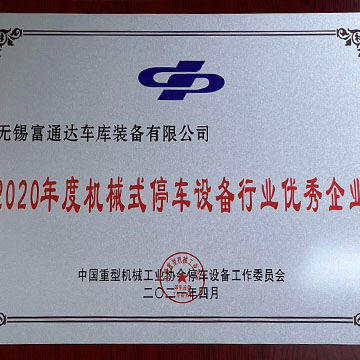 无锡富通达车库装备有限公司
2020年度机械式停车设备行业优秀企业
中国重型机械工业协会停车设备工作委员会
二〇二一年四月